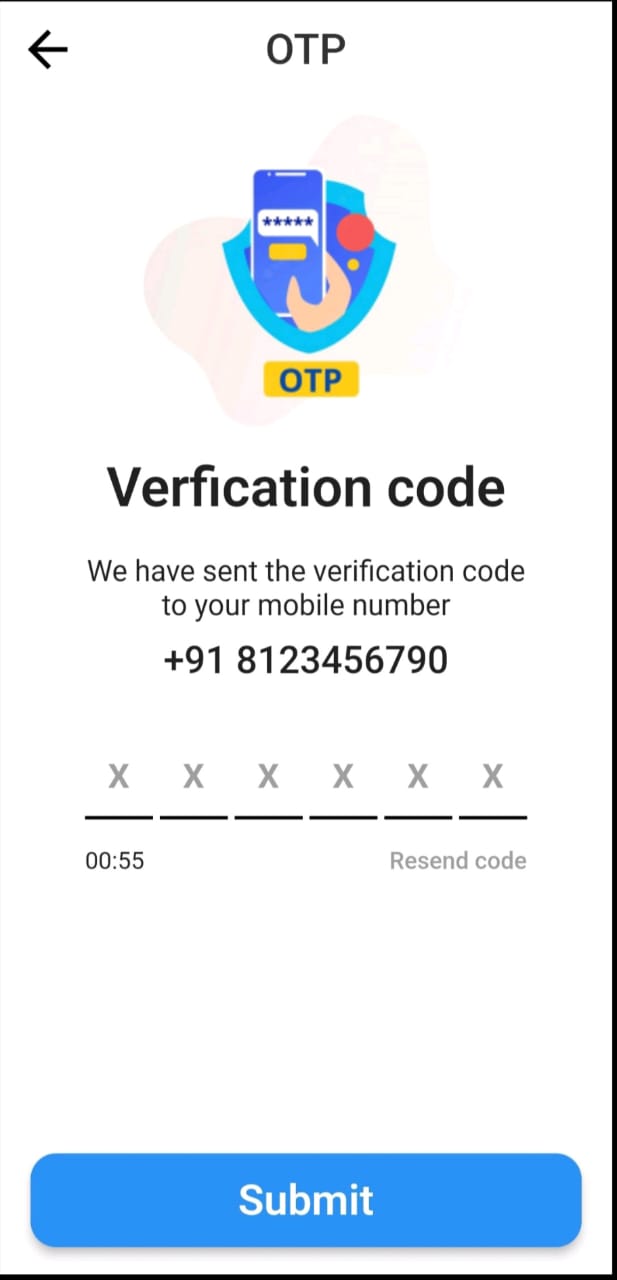 OTP
*****
OTP
Verfication code
We have sent the verification code
to your mobile number
+91 8123456790
X X X X X X
00:55 Resend code
Submit